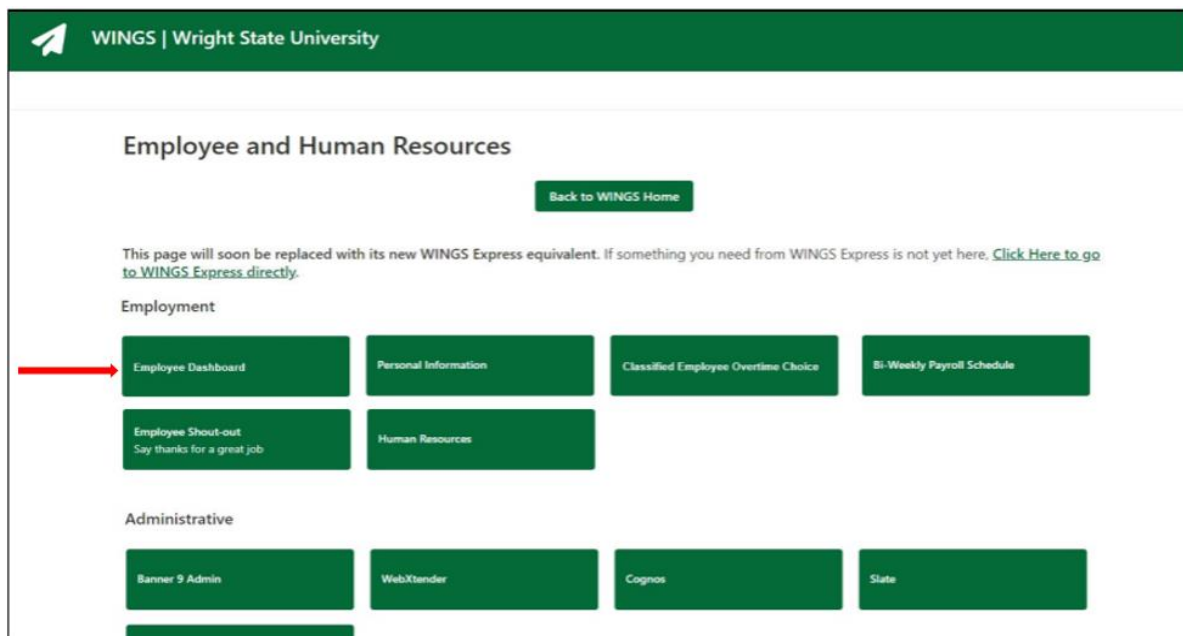 WINGS | Wright State University
Employee and Human Resources
Back to WINGS Home
This page will soon be replaced with its new WINGS Express equivalent. If something you need from WINGS Express is not yet here, Click Here to go
to WINGS Express directly.
Employment
Employee Dashboard
Personal Information
Classified Employee Overtime Choice
Bi-Weekly Payroll Schedule
Employee Shout-out
Say thanks for a great job
Human Resources
Administrative
Banner 9 Admin
WebXtender
Cognos
Slate